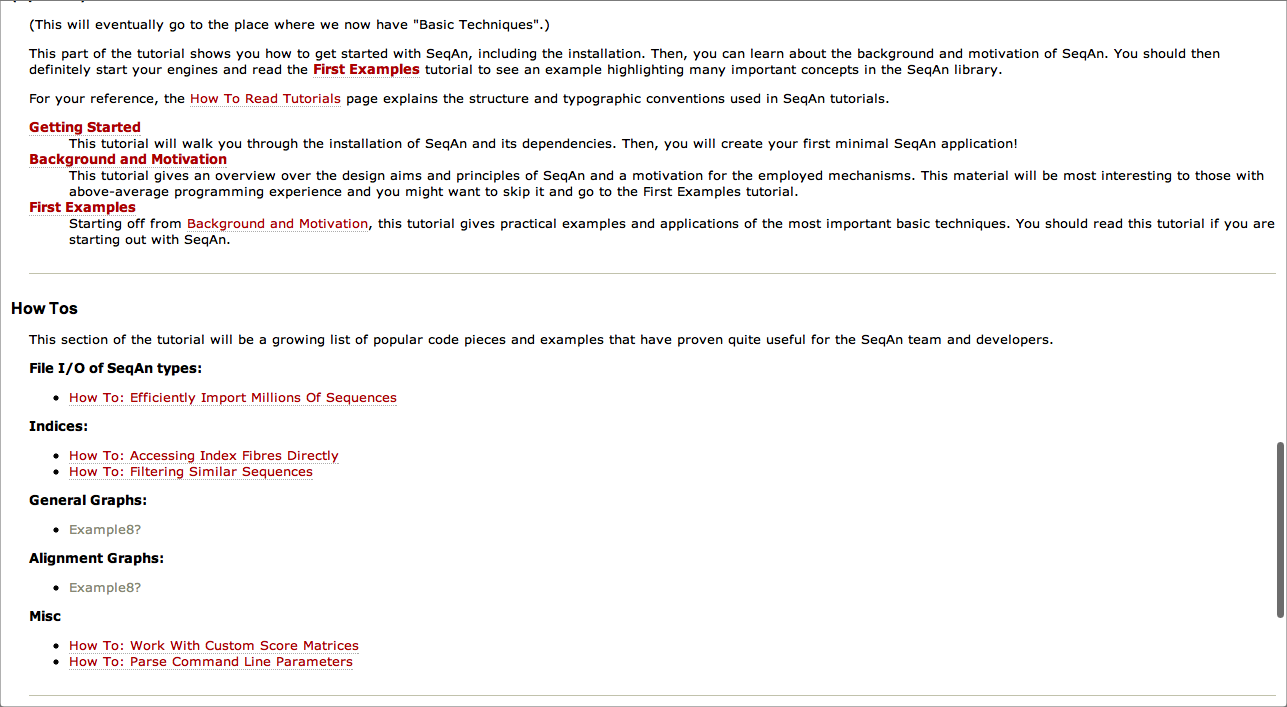 (This will eventually go to the place where we now have "Basic Techniques".)
This part of the tutorial shows you how to get started with SeqAn, including the installation. Then, you can learn about the background and motivation of SeqAn. You should then
definitely start your engines and read the First Examples tutorial to see an example highlighting many important concepts in the SeqAn library.
For your reference, the How To Read Tutorials page explains the structure and typographic conventions used in SeqAn tutorials.
Getting Started
This tutorial will walk you through the installation of SeqAn and its dependencies. Then, you will create your first minimal SeqAn application!
Background and Motivation
This tutorial gives an overview over the design aims and principles of SeqAn and a motivation for the employed mechanisms. This material will be most interesting to those with
above-average programming experience and you might want to skip it and go to the First Examples tutorial.
First Examples
Starting off from Background and Motivation, this tutorial gives practical examples and applications of the most important basic techniques. You should read this tutorial if you are
starting out with SeqAn.
How Tos
This section of the tutorial will be a growing list of popular code pieces and examples that have proven quite useful for the SeqAn team and developers.
File I/O of SeqAn types:
• How To: Efficiently Import Millions Of Sequences
Indices:
• How To: Accessing Index Fibres Directly
• How To: Filtering Similar Sequences
General Graphs:
• Example8?
Alignment Graphs:
• Example8?
Misc
• How To: Work With Custom Score Matrices
• How To: Parse Command Line Parameters